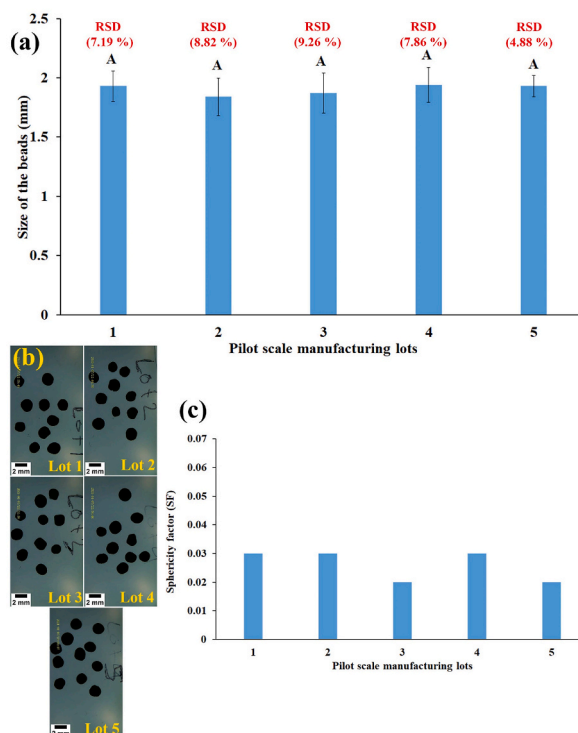 (a)
RSD RSD RSD RSD RSD
(7.19 %) (8.82 %) (9.26 %) (7.86 %) (4.88 %)
A A A A A
2.5
2
1.5
1
0.5
0
Size of the beads (mm)
1 2 3 4 5
Pilot scale manufacturing lots
(b)
2 mm Lot 1
2 mm Lot 2
2 mm Lot 3
2 mm Lot 4
2 mm Lot 5
(c)
0.07
0.06
0.05
0.04
0.03
0.02
0.01
0
Sphericity factor (SF)
1 2 3 4 5
Pilot scale manufacturing lots